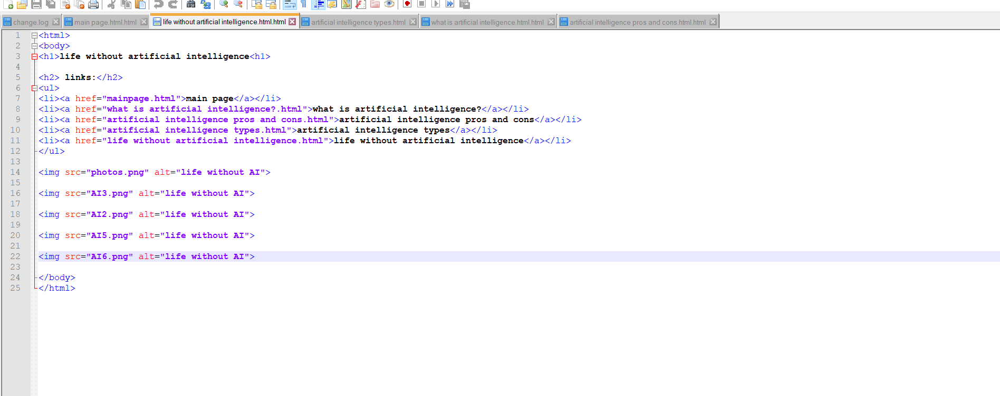 change.log
main page.html.html
life without artificial intelligence.html.html
artificial intelligence types.html
what is artificial intelligence.html.html
artificial intelligence pros and cons.html.html
1 <html>
2 <body>
3 <h1>life without artificial intelligence<h1>
4
5 <h2> links:</h2>
6 <ul>
7 <li><a href="mainpage.html">main page</a></li>
8 <li><a href="what is artificial intelligence?.html">what is artificial intelligence?</a></li>
9 <li><a href="artificial intelligence pros and cons.html">artificial intelligence pros and cons</a></li>
10 <li><a href="artificial intelligence types.html">artificial intelligence types</a></li>
11 <li><a href="life without artificial intelligence.html">life without artificial intelligence</a></li>
12 </ul>
13
14 <img src="photos.png" alt="life without AI">
15
16 <img src="AI3.png" alt="life without AI">
17
18 <img src="AI2.png" alt="life without AI">
19
20 <img src="AI5.png" alt="life without AI">
21
22 <img src="AI6.png" alt="life without AI">
23
24 </body>
25 </html>